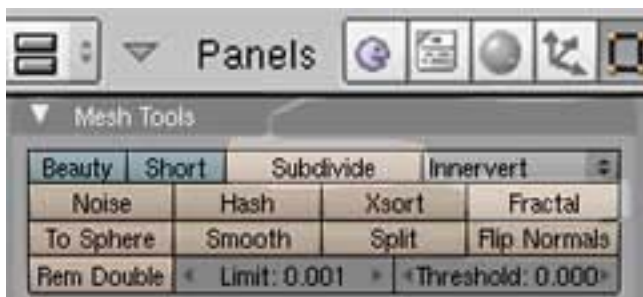 Panels
Mesh Tools
Beauty Short Subdivide Innervert
Noise Hash Xsort Fractal
To Sphere Smooth Split Flip Normals
Rem Double Limit: 0.001 Threshold: 0.000